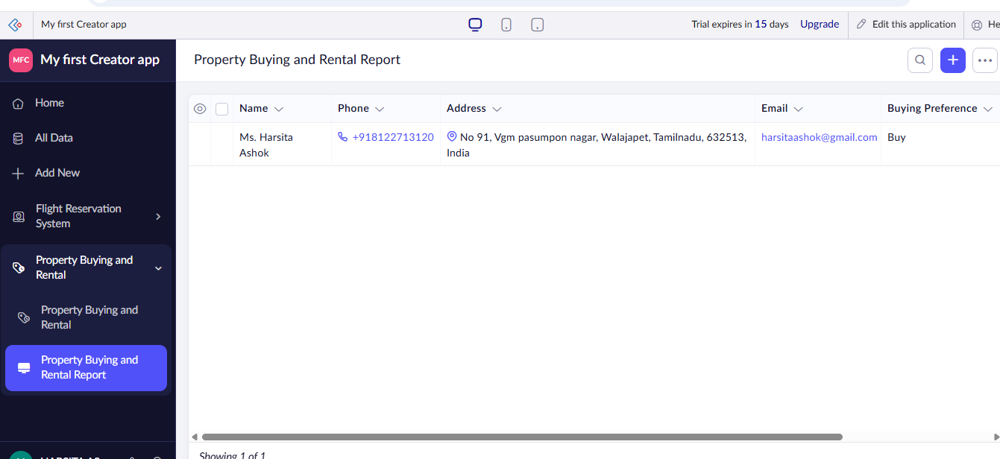 My first Creator app
Trial expires in 15 days
Upgrade
Edit this application
He
MFC
My first Creator app
Home
All Data
Add New
Flight Reservation
System
Property Buying and
Rental
Property Buying and
Rental
Property Buying and
Rental Report
Property Buying and Rental Report
Name
Phone
Address
Email
Buying Preference
Ms. Harsita
Ashok
+918122713120
No 91, Vgm pasumpon nagar, Walajapet, Tamilnadu, 632513,
India
harsitaashok@gmail.com
Buy
Showing 1 of 1